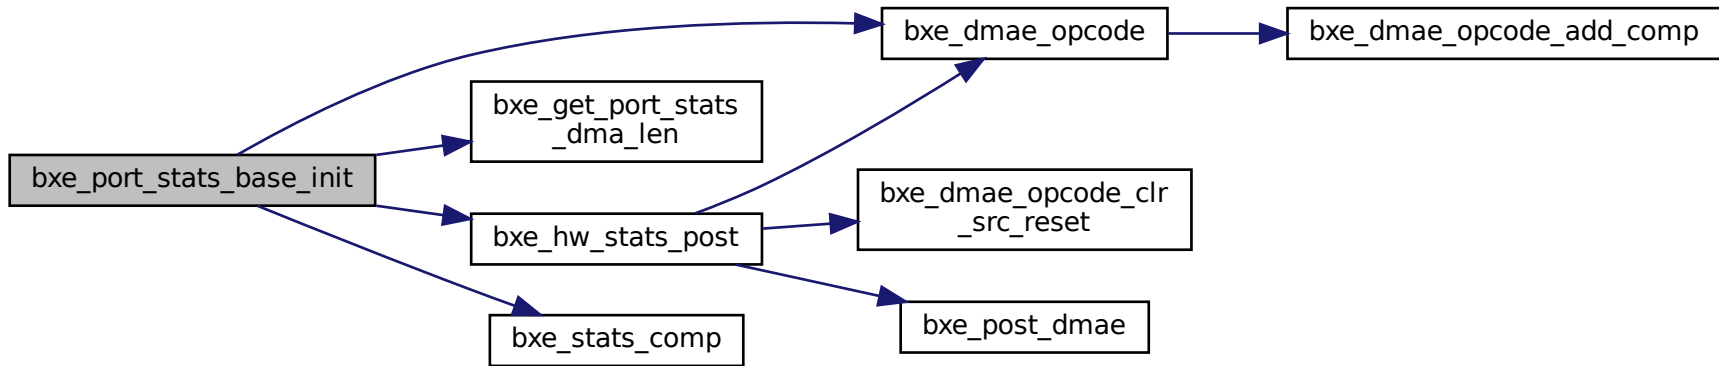 bxe_port_stats_base_init
bxe_dmae_opcode
bxe_dmae_opcode_add_comp
bxe_get_port_stats
_dma_len
bxe_hw_stats_post
bxe_dmae_opcode_clr
_src_reset
bxe_post_dmae
bxe_stats_comp